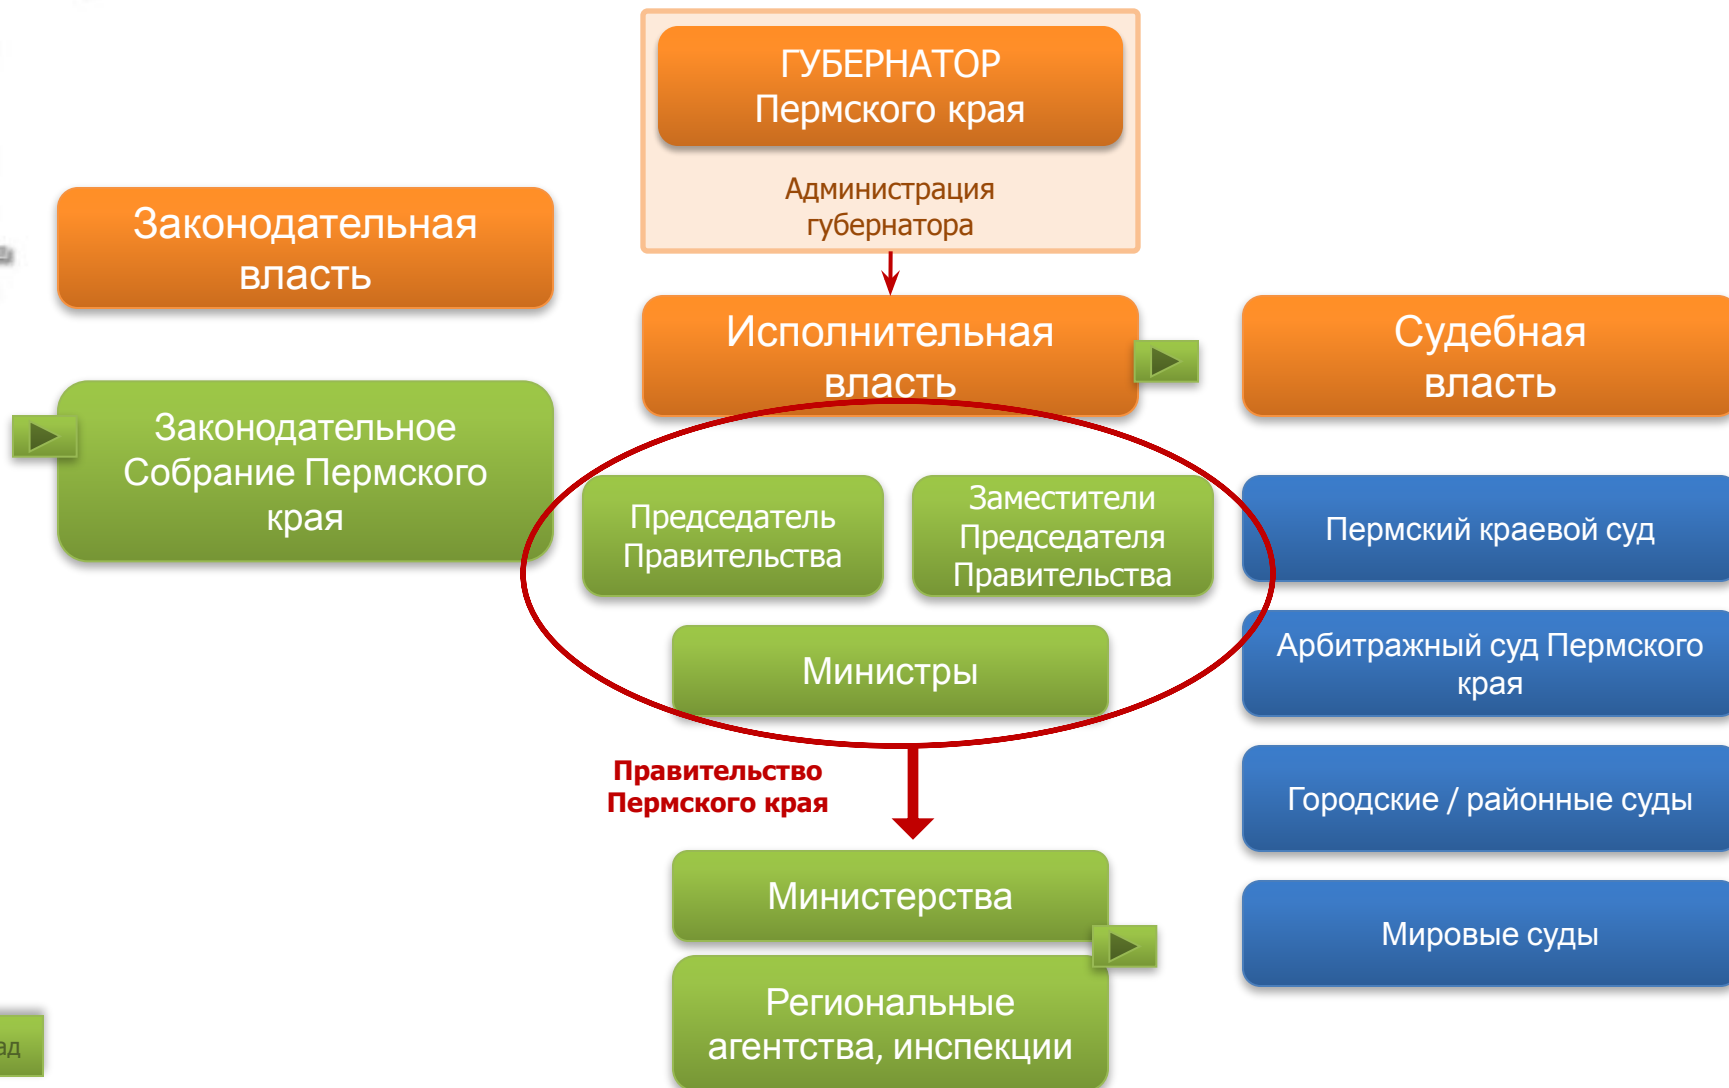 ГУБЕРНАТОР
Пермского края
Администрация
губернатора
Законодательная
власть
Исполнительная
власть
Судебная
власть
Законодательное
Собрание Пермского
края
Председатель
Правительства
Заместители
Председателя
Правительства
Министры
Правительство
Пермского края
Министерства
Региональные
агентства, инспекции
Пермский краевой суд
Арбитражный суд Пермского
края
Городские / районные суды
Мировые суды